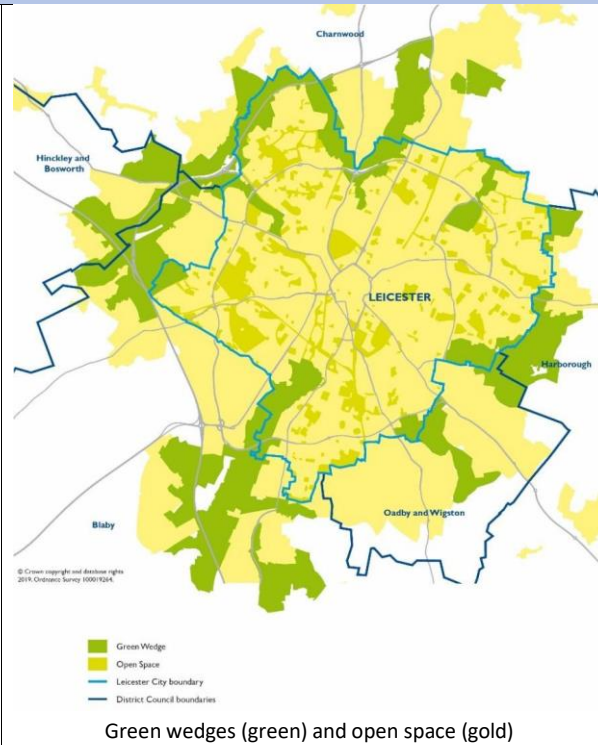 Charnwood
Hinckley and
Bosworth
LEICESTER
Harborough
Oadby and Wigston
Blaby
© Crown copyright and database rights
2019. Ordnance Survey 100019264.
Green Wedge
Open Space
Leicester City boundary
District Council boundaries
Green wedges (green) and open space (gold)